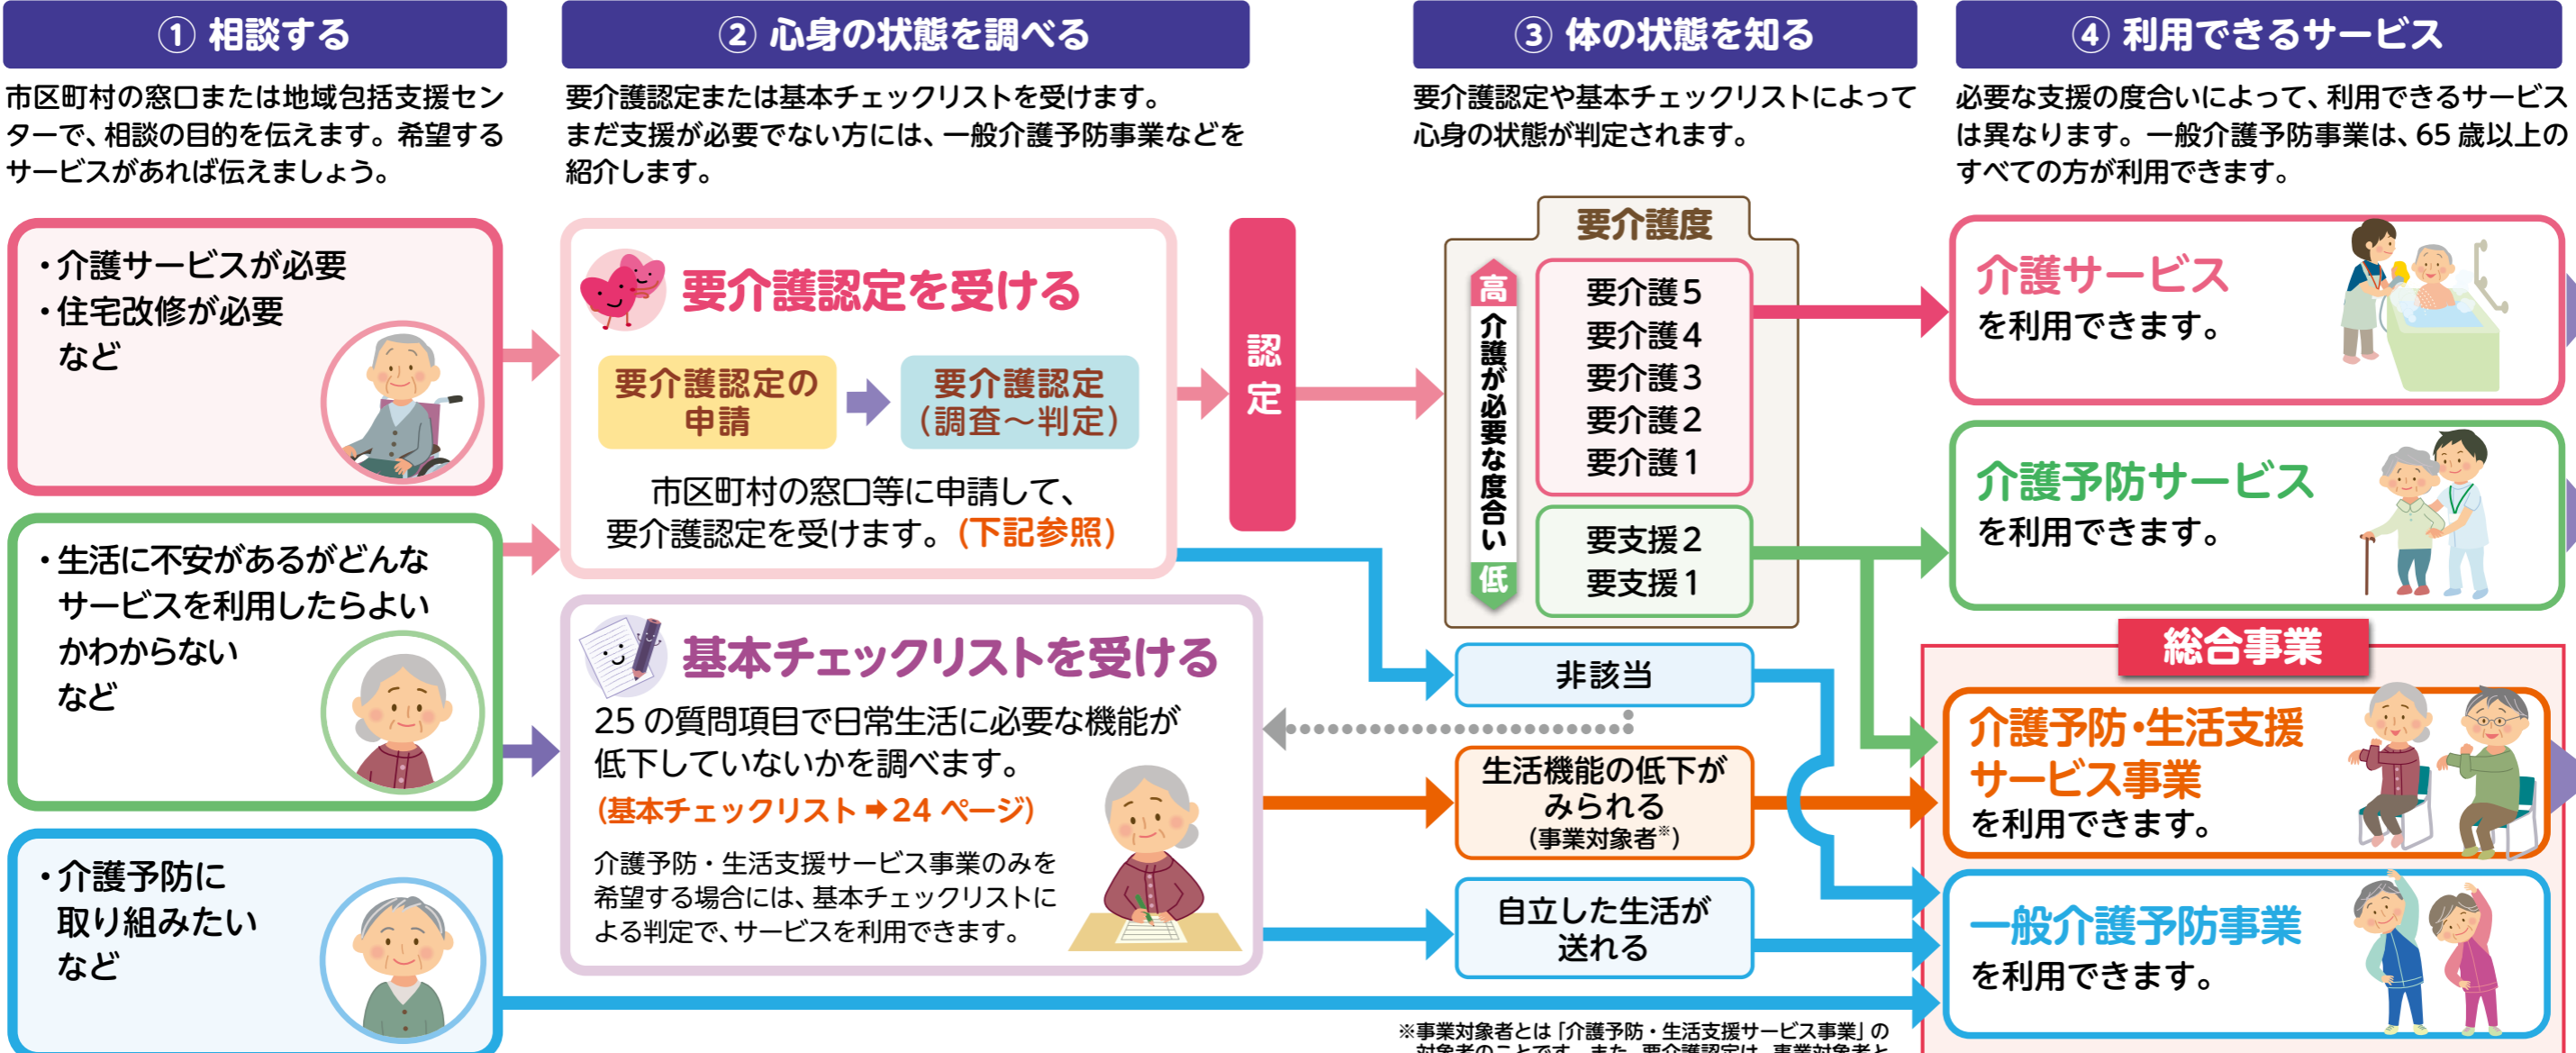 ① 相談する
市区町村の窓口または地域包括支援セン
ターで、相談の目的を伝えます。希望する
サービスがあれば伝えましょう。
・介護サービスが必要
・住宅改修が必要
など
・生活に不安があるがどんな
サービスを利用したらよい
かわからない
など
・介護予防に
取り組みたい
など
② 心身の状態を調べる
要介護認定または基本チェックリストを受けます。
まだ支援が必要でない方には、一般介護予防事業などを
紹介します。
要介護認定を受ける
要介護認定の
申請
要介護認定
(調査～判定)
市区町村の窓口等に申請して、
要介護認定を受けます。(下記参照)
認定
基本チェックリストを受ける
25の質問項目で日常生活に必要な機能が
低下していないかを調べます。
(基本チェックリスト➡24ページ)
介護予防・生活支援サービス事業のみを
希望する場合には、基本チェックリストに
よる判定で、サービスを利用できます。
③ 体の状態を知る
要介護認定や基本チェックリストによって
心身の状態が判定されます。
要介護度
高
介護が必要な度合い
低
要介護5
要介護4
要介護3
要介護2
要介護1
要支援2
要支援1
非該当
生活機能の低下が
みられる
(事業対象者※)
自立した生活が
送れる
※事業対象者とは「介護予防・生活支援サービス事業」の
対象者のことです。また、要介護認定は、事業対象者と
④ 利用できるサービス
必要な支援の度合いによって、利用できるサービス
は異なります。一般介護予防事業は、65歳以上の
すべての方が利用できます。
介護サービス
を利用できます。
介護予防サービス
を利用できます。
総合事業
介護予防・生活支援
サービス事業
を利用できます。
一般介護予防事業
を利用できます。